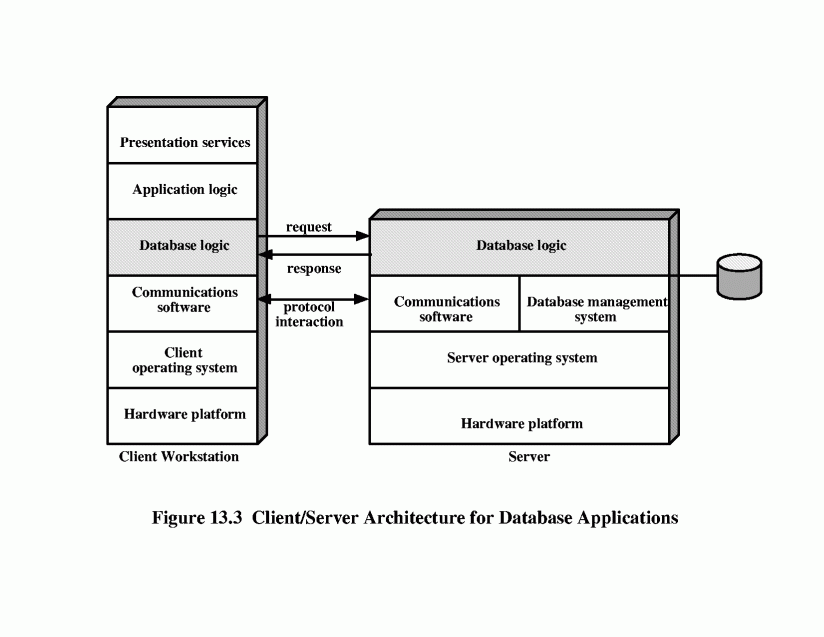 Presentation services
Application logic
Database logic
Communications
software
Client
operating system
Hardware platform
Client Workstation
request
response
protocol
interaction
Database logic
Communications
software
Database management
system
Server operating system
Hardware platform
Server
Figure 13.3 Client/Server Architecture for Database Applications